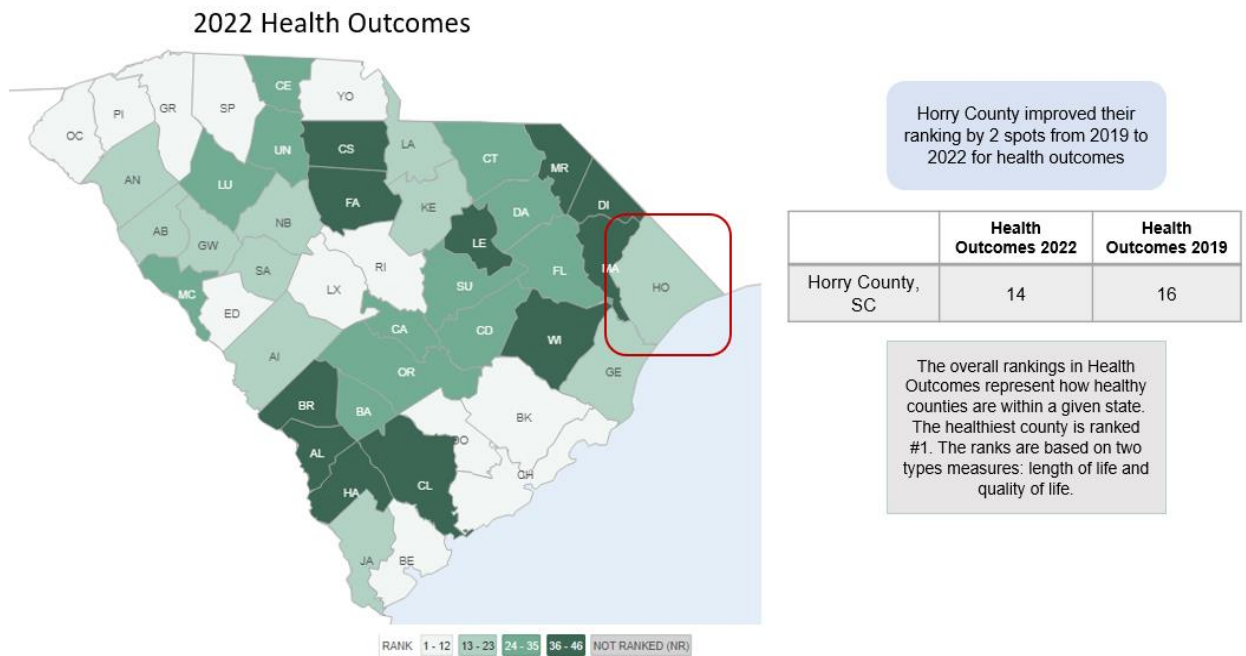 2022 Health Outcomes
CE
YO
SP
GR
PI
OC
UN
CS
LA
CT
MR
AN
LU
FA
KE
DA
DI
AB
GW
NB
LE
MA
HO
SA
RI
FL
MC
LX
SU
ED
CA
CD
WI
AI
OR
GE
BR
BA
BK
DO
AL
CH
HA
CL
JA
BE
RANK 1 - 12 13 - 23 24 - 35 36 - 46 NOT RANKED (NR)
Horry County improved their
ranking by 2 spots from 2019 to
2022 for health outcomes
Health Health
Outcomes 2022 Outcomes 2019
Horry County, 14 16
SC
The overall rankings in Health
Outcomes represent how healthy
counties are within a given state.
The healthiest county is ranked
#1. The ranks are based on two
types measures: length of life and
quality of life.